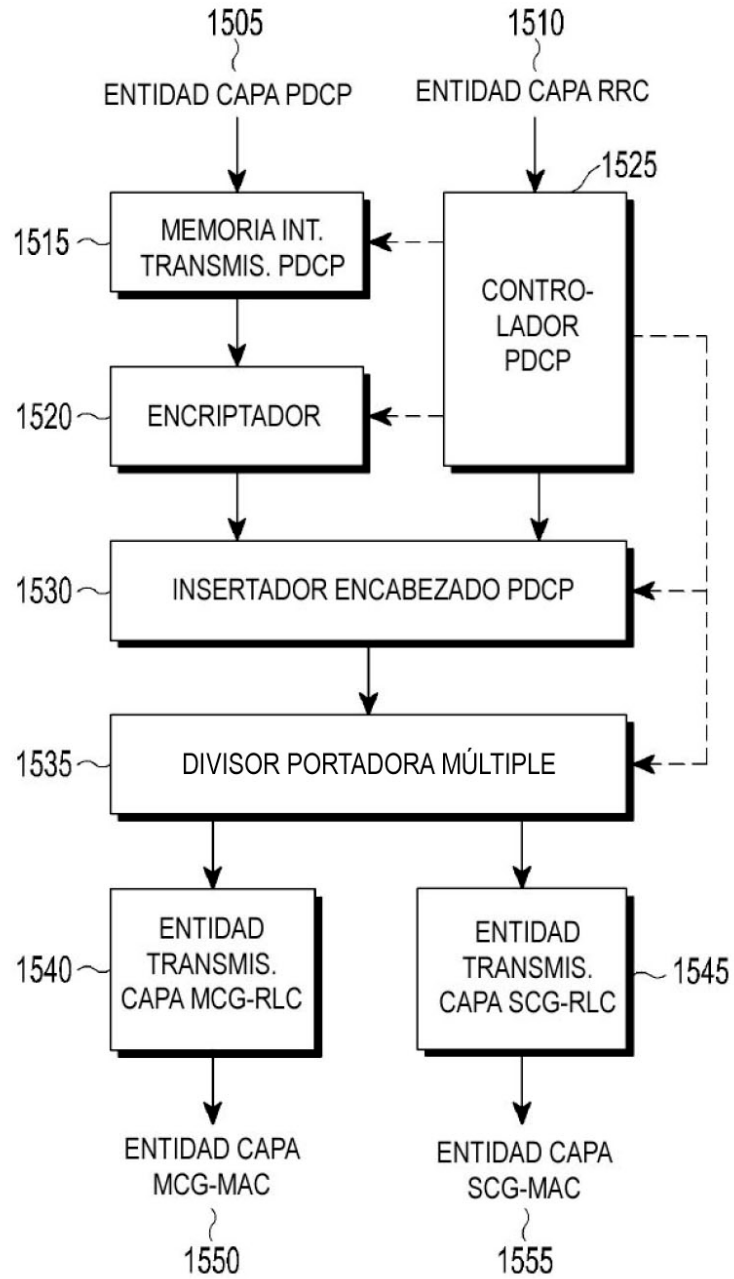 1505
1510
ENTIDAD CAPA PDCP
ENTIDAD CAPA RRC
1525
1515
MEMORIA INT.
TRANSMIS. PDCP
CONTRO-
LADOR
PDCP
1520
ENCRIPTADOR
1530
INSERTADOR ENCABEZADO PDCP
1535
DIVISOR PORTADORA MÚLTIPLE
1540
ENTIDAD
TRANSMIS.
CAPA MCG-RLC
ENTIDAD
TRANSMIS.
CAPA SCG-RLC
1545
ENTIDAD CAPA
MCG-MAC
ENTIDAD CAPA
SCG-MAC
1550
1555